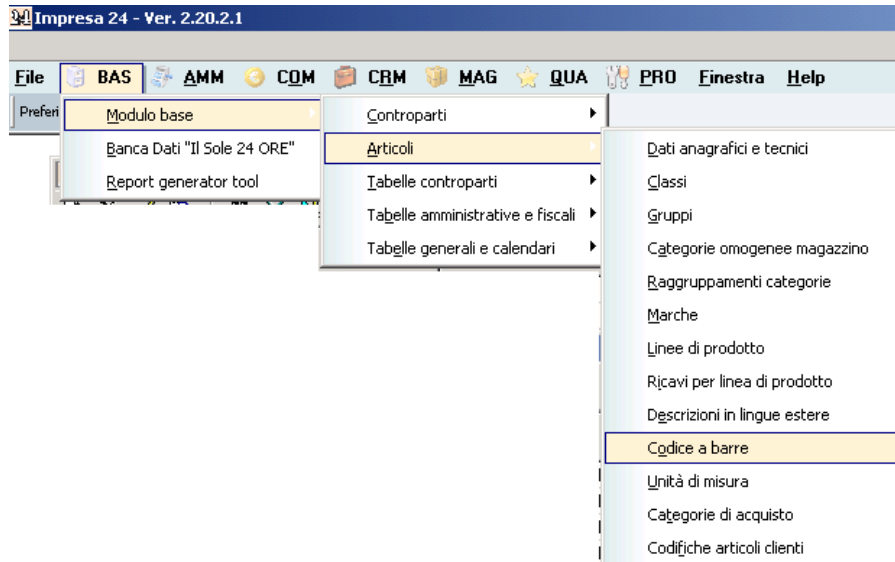 Impresa 24 - Ver. 2.20.2.1
File BAS AMM COM CRM MAG QUA PRO Finestra Help
Preferi
Modulo base
Banca Dati "Il Sole 24 ORE"
Report generator tool
Controparti
Articoli
Tabelle controparti
Tabelle amministrative e fiscali
Tabelle generali e calendari
Dati anagrafici e tecnici
Classi
Gruppi
Categorie omogenee magazzino
Raggruppamenti categorie
Marche
Linee di prodotto
Ricavi per linea di prodotto
Descrizioni in lingue estere
Codice a barre
Unità di misura
Categorie di acquisto
Codifiche articoli clienti